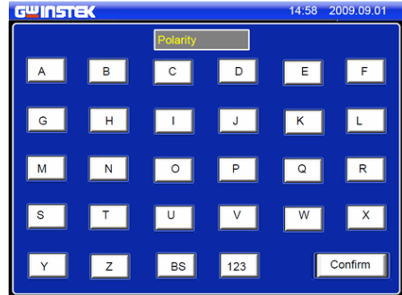 GWINSTEK 14:58 2009.09.01
Polarity
A B C D E F
G H I J K L
M N O P Q R
S T U V W X
Y Z BS 123 Confirm